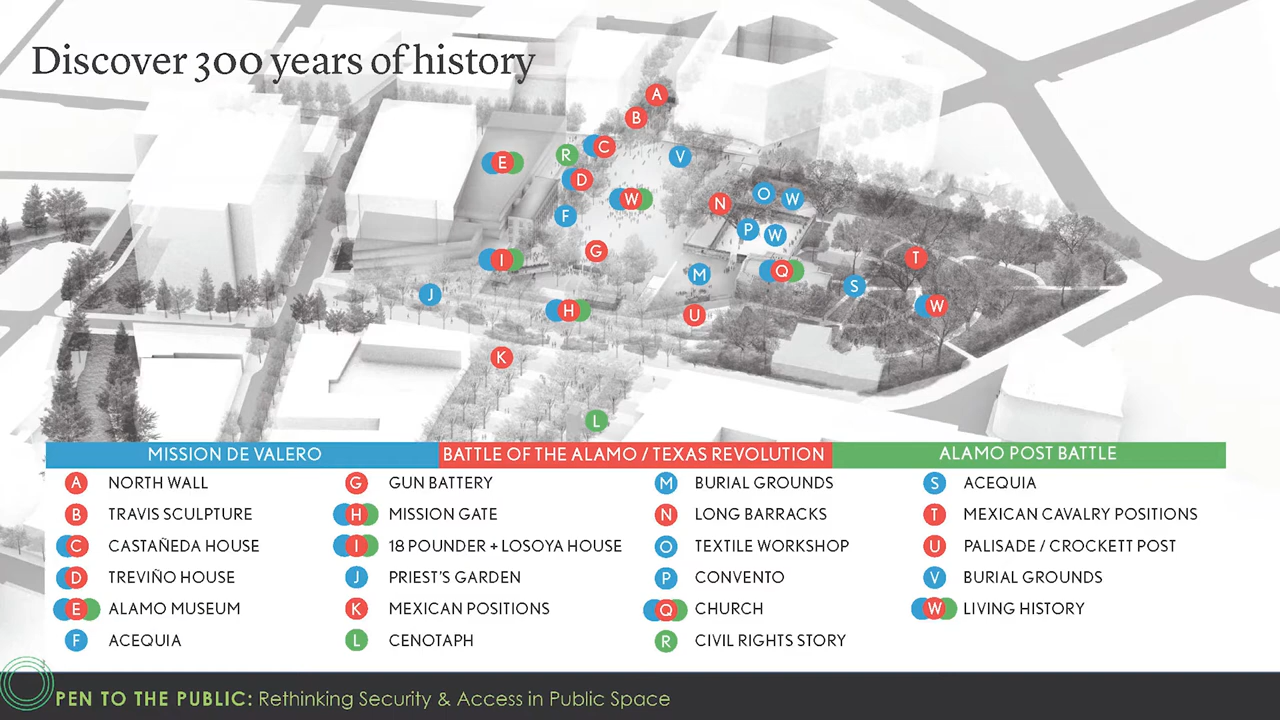 Discover 300 years of history
A
B
C
R
V
E
D
O
W
W
N
F
P
W
G
I
T
M
Q
S
J
H
W
U
K
L
MISSION DE VALERO BATTLE OF THE ALAMO / TEXAS REVOLUTION ALAMO POST BATTLE
A NORTH WALL
B TRAVIS SCULPTURE
C CASTAÑEDA HOUSE
D TREVIÑO HOUSE
E ALAMO MUSEUM
F ACEQUIA
G GUN BATTERY
H MISSION GATE
I 18 POUNDER + LOSOYA HOUSE
J PRIEST'S GARDEN
K MEXICAN POSITIONS
L CENOTAPH
M BURIAL GROUNDS
N LONG BARRACKS
O TEXTILE WORKSHOP
P CONVENTO
Q CHURCH
R CIVIL RIGHTS STORY
S ACEQUIA
T MEXICAN CAVALRY POSITIONS
U PALISADE / CROCKETT POST
V BURIAL GROUNDS
W LIVING HISTORY
PEN TO THE PUBLIC: Rethinking Security & Access in Public Space